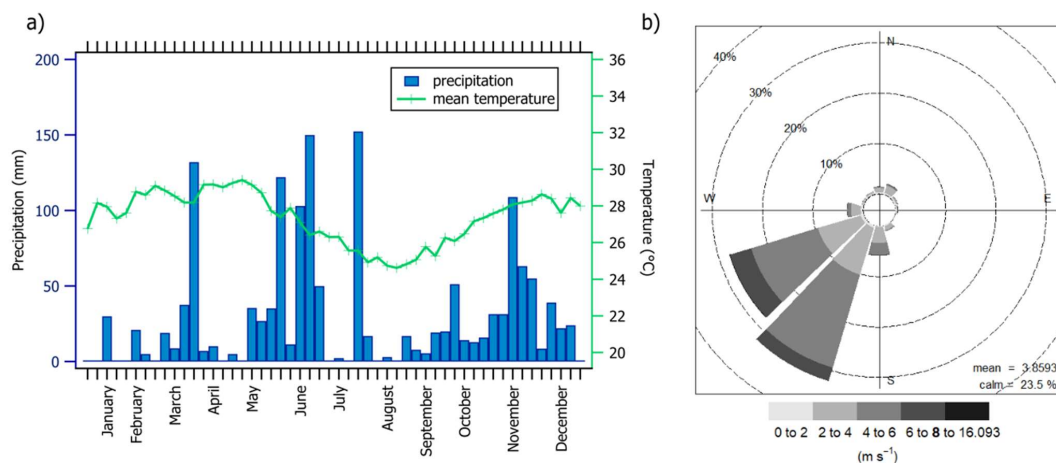 a)
precipitation
mean temperature
Precipitation (mm)
200
150
100
50
0
Temperature (°C)
36
34
32
30
28
26
24
22
20
January
February
March
April
May
June
July
August
September
October
November
December
b)
N
E
S
W
40%
30%
20%
10%
mean = 3.8593
calm = 23.5 %
0 to 2 2 to 4 4 to 6 6 to 8 to 16.093
(m s⁻¹)